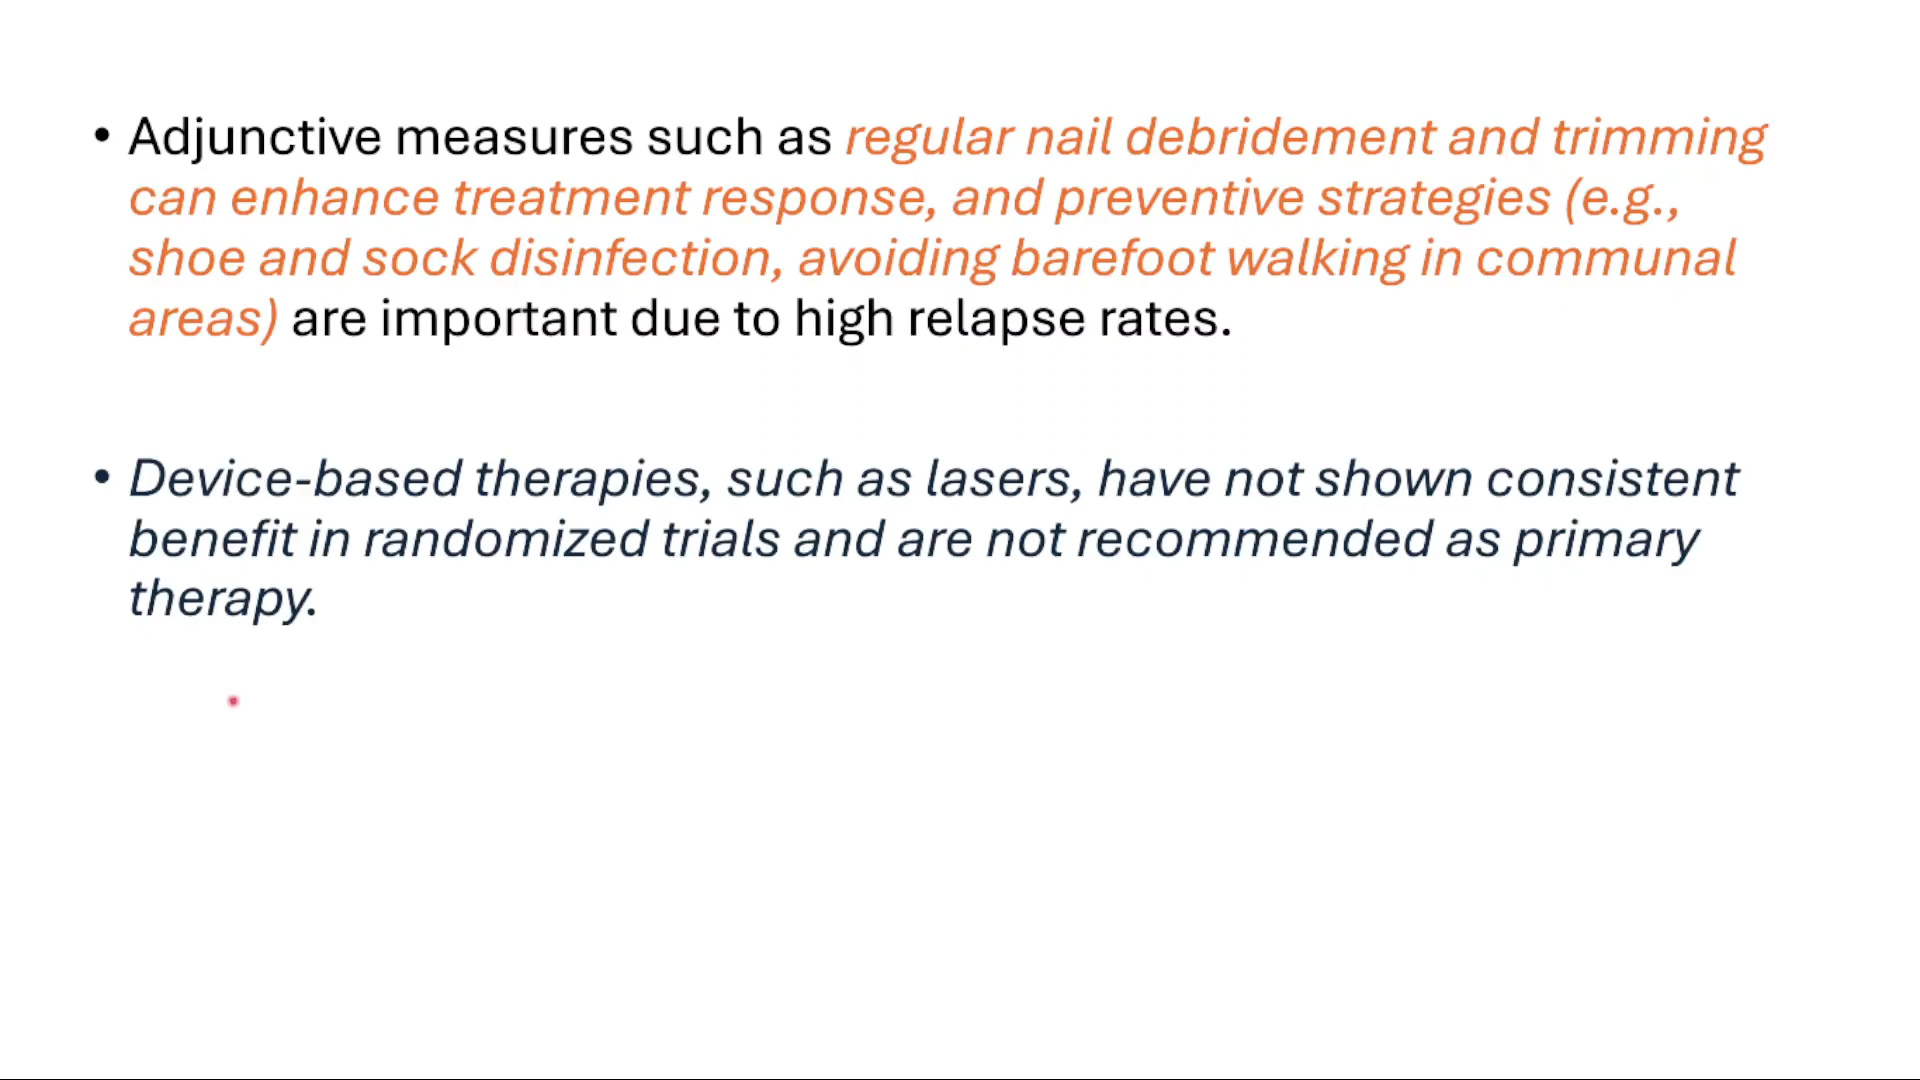 • Adjunctive measures such as regular nail debridement and trimming
can enhance treatment response, and preventive strategies (e.g.,
shoe and sock disinfection, avoiding barefoot walking in communal
areas) are important due to high relapse rates.
• Device-based therapies, such as lasers, have not shown consistent
benefit in randomized trials and are not recommended as primary
therapy.